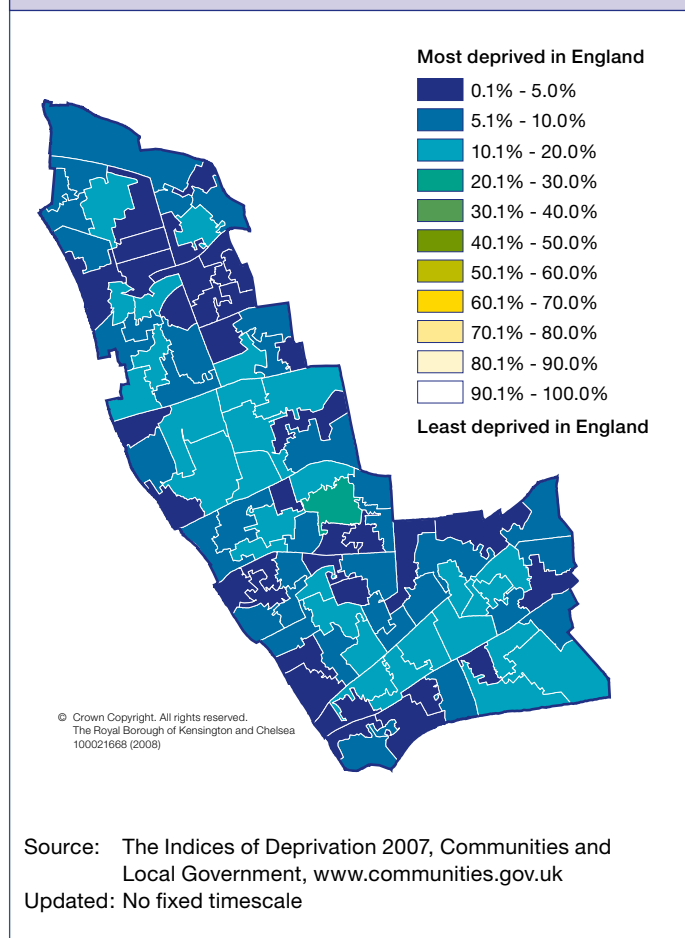 Most deprived in England
0.1% - 5.0%
5.1% - 10.0%
10.1% - 20.0%
20.1% - 30.0%
30.1% - 40.0%
40.1% - 50.0%
50.1% - 60.0%
60.1% - 70.0%
70.1% - 80.0%
80.1% - 90.0%
90.1% - 100.0%
Least deprived in England
© Crown Copyright. All rights reserved.
The Royal Borough of Kensington and Chelsea
100021668 (2008)
Source: The Indices of Deprivation 2007, Communities and
Local Government, www.communities.gov.uk
Updated: No fixed timescale